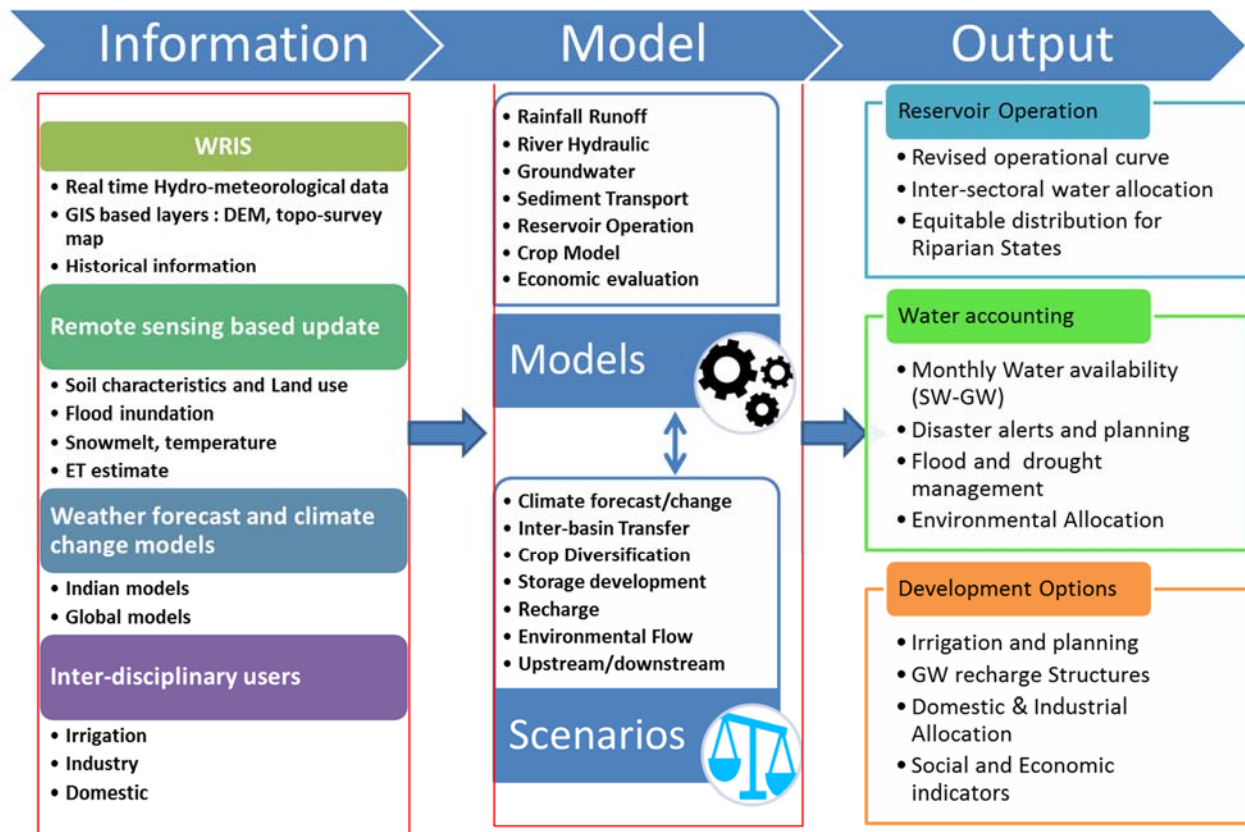 Information
Model
Output
WRIS
• Real time Hydro-meteorological data
• GIS based layers : DEM, topo-survey
map
• Historical information
Remote sensing based update
• Soil characteristics and Land use
• Flood inundation
• Snowmelt, temperature
• ET estimate
Weather forecast and climate
change models
• Indian models
• Global models
Inter-disciplinary users
• Irrigation
• Industry
• Domestic
• Rainfall Runoff
• River Hydraulic
• Groundwater
• Sediment Transport
• Reservoir Operation
• Crop Model
• Economic evaluation
Models
• Climate forecast/change
• Inter-basin Transfer
• Crop Diversification
• Storage development
• Recharge
• Environmental Flow
• Upstream/downstream
Scenarios
Reservoir Operation
• Revised operational curve
• Inter-sectoral water allocation
• Equitable distribution for
Riparian States
Water accounting
• Monthly Water availability
(SW-GW)
• Disaster alerts and planning
• Flood and drought
management
• Environmental Allocation
Development Options
• Irrigation and planning
• GW recharge Structures
• Domestic & Industrial
Allocation
• Social and Economic
indicators